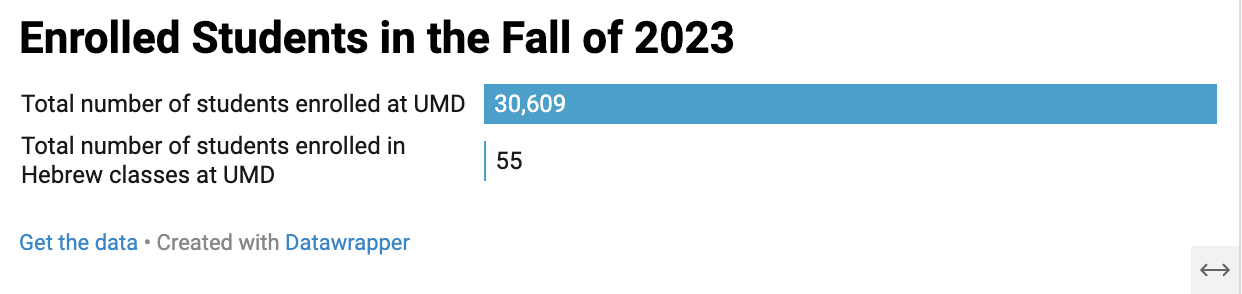 Enrolled Students in the Fall of 2023
Total number of students enrolled at UMD 30,609
Total number of students enrolled in
Hebrew classes at UMD 55
Get the data • Created with Datawrapper